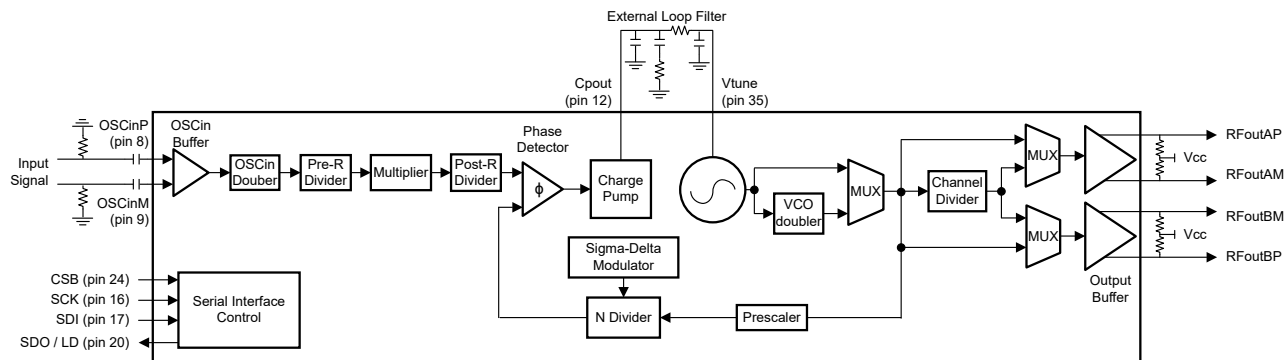 External Loop Filter
Cpout
(pin 12)
Vtune
(pin 35)
OSCinP
(pin 8)
Input
Signal
OSCinM
(pin 9)
OSCin
Buffer
OSCin
Douber
Pre-R
Divider
Multiplier
Post-R
Divider
Phase
Detector
ϕ
Charge
Pump
VCO
doubler
MUX
Channel
Divider
MUX
MUX
RFoutAP
Vcc
RFoutAM
RFoutBM
Vcc
RFoutBP
Output
Buffer
Sigma-Delta
Modulator
N Divider
Prescaler
CSB (pin 24)
SCK (pin 16)
SDI (pin 17)
SDO / LD (pin 20)
Serial Interface
Control